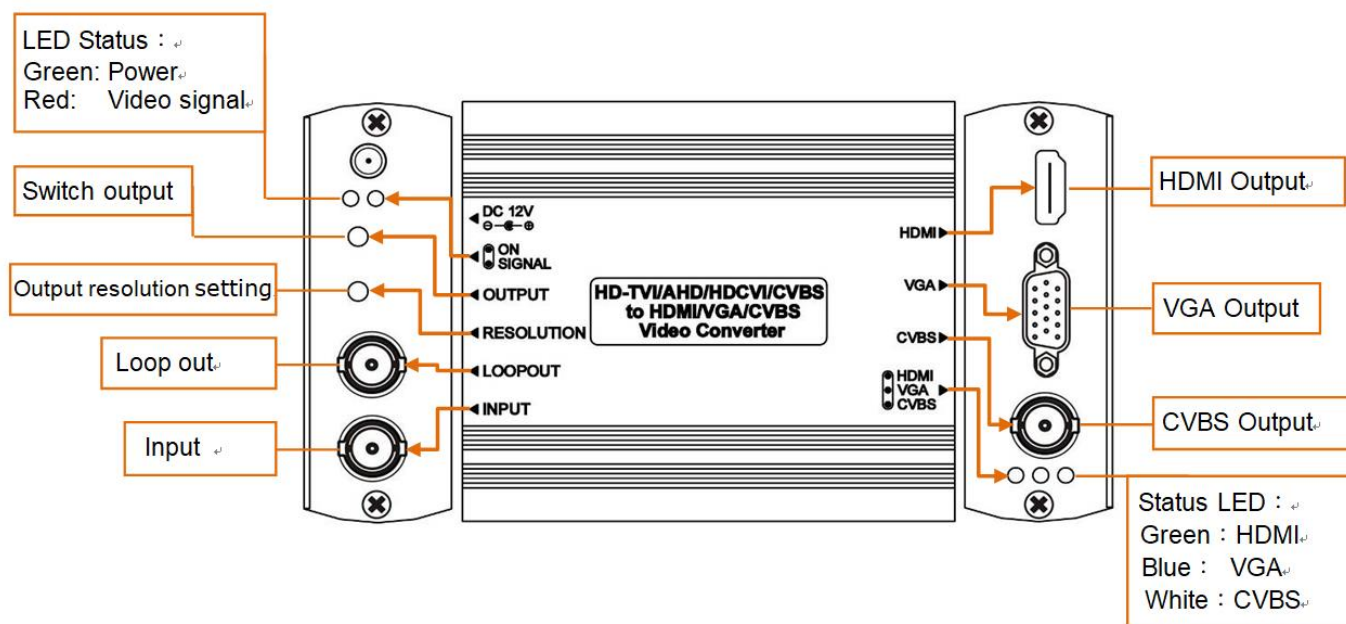 LED Status：
Green: Power
Red: Video signal
Switch output
Output resolution setting
Loop out
Input
DC 12V
ON
SIGNAL
OUTPUT
RESOLUTION
LOOPOUT
INPUT
HD-TVI/AHD/HDCVI/CVBS
to HDMI/VGA/CVBS
Video Converter
HDMI
VGA
CVBS
HDMI
VGA
CVBS
HDMI Output
VGA Output
CVBS Output
Status LED：
Green：HDMI
Blue： VGA
White：CVBS